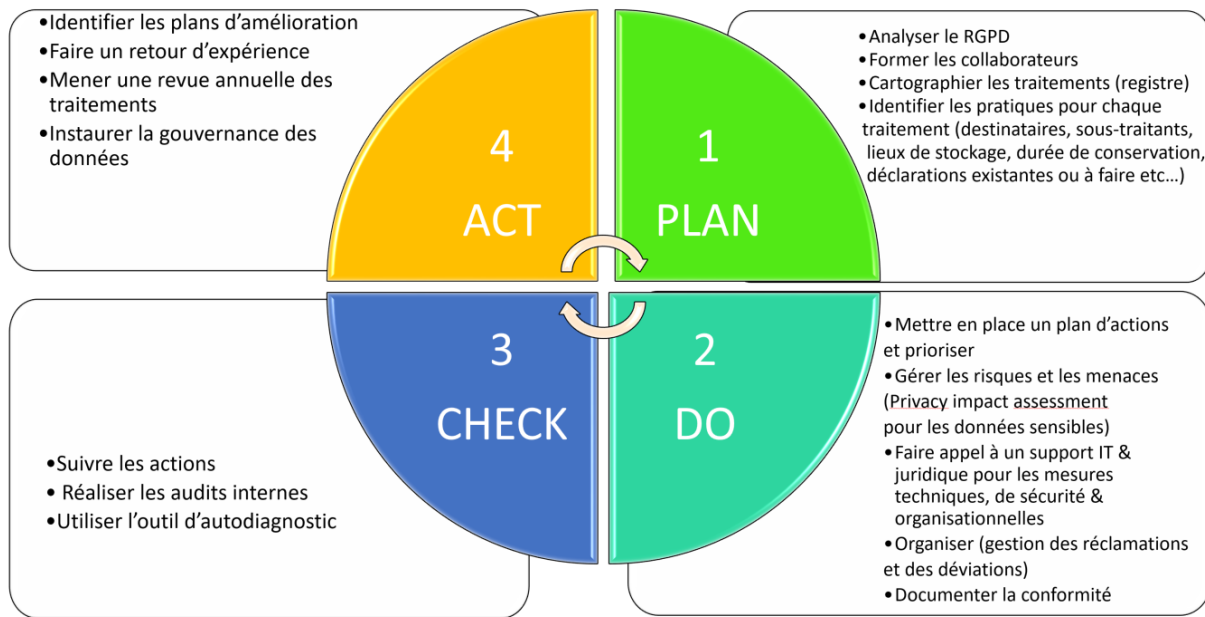 •Identifier les plans d’amélioration
•Faire un retour d’expérience
•Mener une revue annuelle des
traitements
•Instaurer la gouvernance des
données
4
ACT
1
PLAN
•Analyser le RGPD
•Former les collaborateurs
•Cartographier les traitements (registre)
•Identifier les pratiques pour chaque
traitement (destinataires, sous-traitants,
lieux de stockage, durée de conservation,
déclarations existantes ou à faire etc…)
3
CHECK
2
DO
•Suivre les actions
• Réaliser les audits internes
•Utiliser l’outil d’autodiagnostic
•Mettre en place un plan d’actions
et prioriser
•Gérer les risques et les menaces
(Privacy impact assessment
pour les données sensibles)
•Faire appel à un support IT &
juridique pour les mesures
techniques, de sécurité &
organisationnelles
•Organiser (gestion des réclamations
et des déviations)
•Documenter la conformité